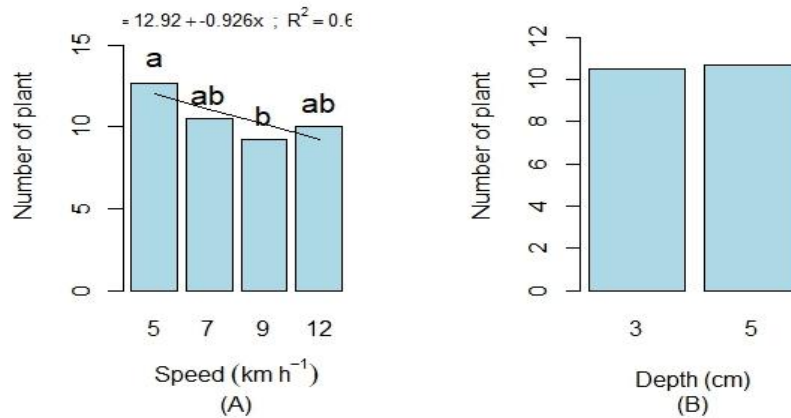 = 12.92 + -0.926x ; R² = 0.6
Number of plant
15
10
5
0
a
ab
b
ab
5 7 9 12
Speed (km h⁻¹)
(A)
Number of plant
12
10
8
6
4
2
0
3 5
Depth (cm)
(B)